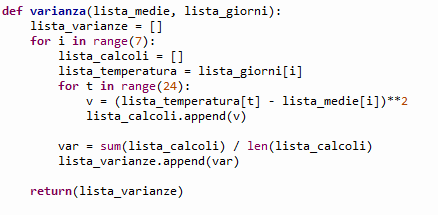 def varianza(lista_medie, lista_giorni):
    lista_varianze = []
    for i in range(7):
        lista_calcoli = []
        lista_temperatura = lista_giorni[i]
        for t in range(24):
            v = (lista_temperatura[t] - lista_medie[i])**2
            lista_calcoli.append(v)

        var = sum(lista_calcoli) / len(lista_calcoli)
        lista_varianze.append(var)

    return(lista_varianze)